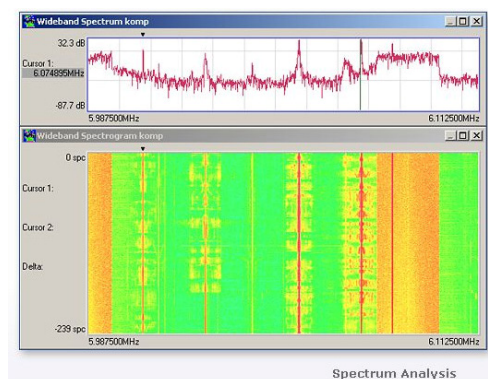 Wideband Spectrum komp
32.3 dB
Cursor 1:
6.074895MHz
-87.7 dB
5.987500MHz
6.112500MHz
Wideband Spectrogram komp
0 spc
Cursor 1:
Cursor 2:
Delta:
-239 spc
5.987500MHz
6.112500MHz
Spectrum Analysis